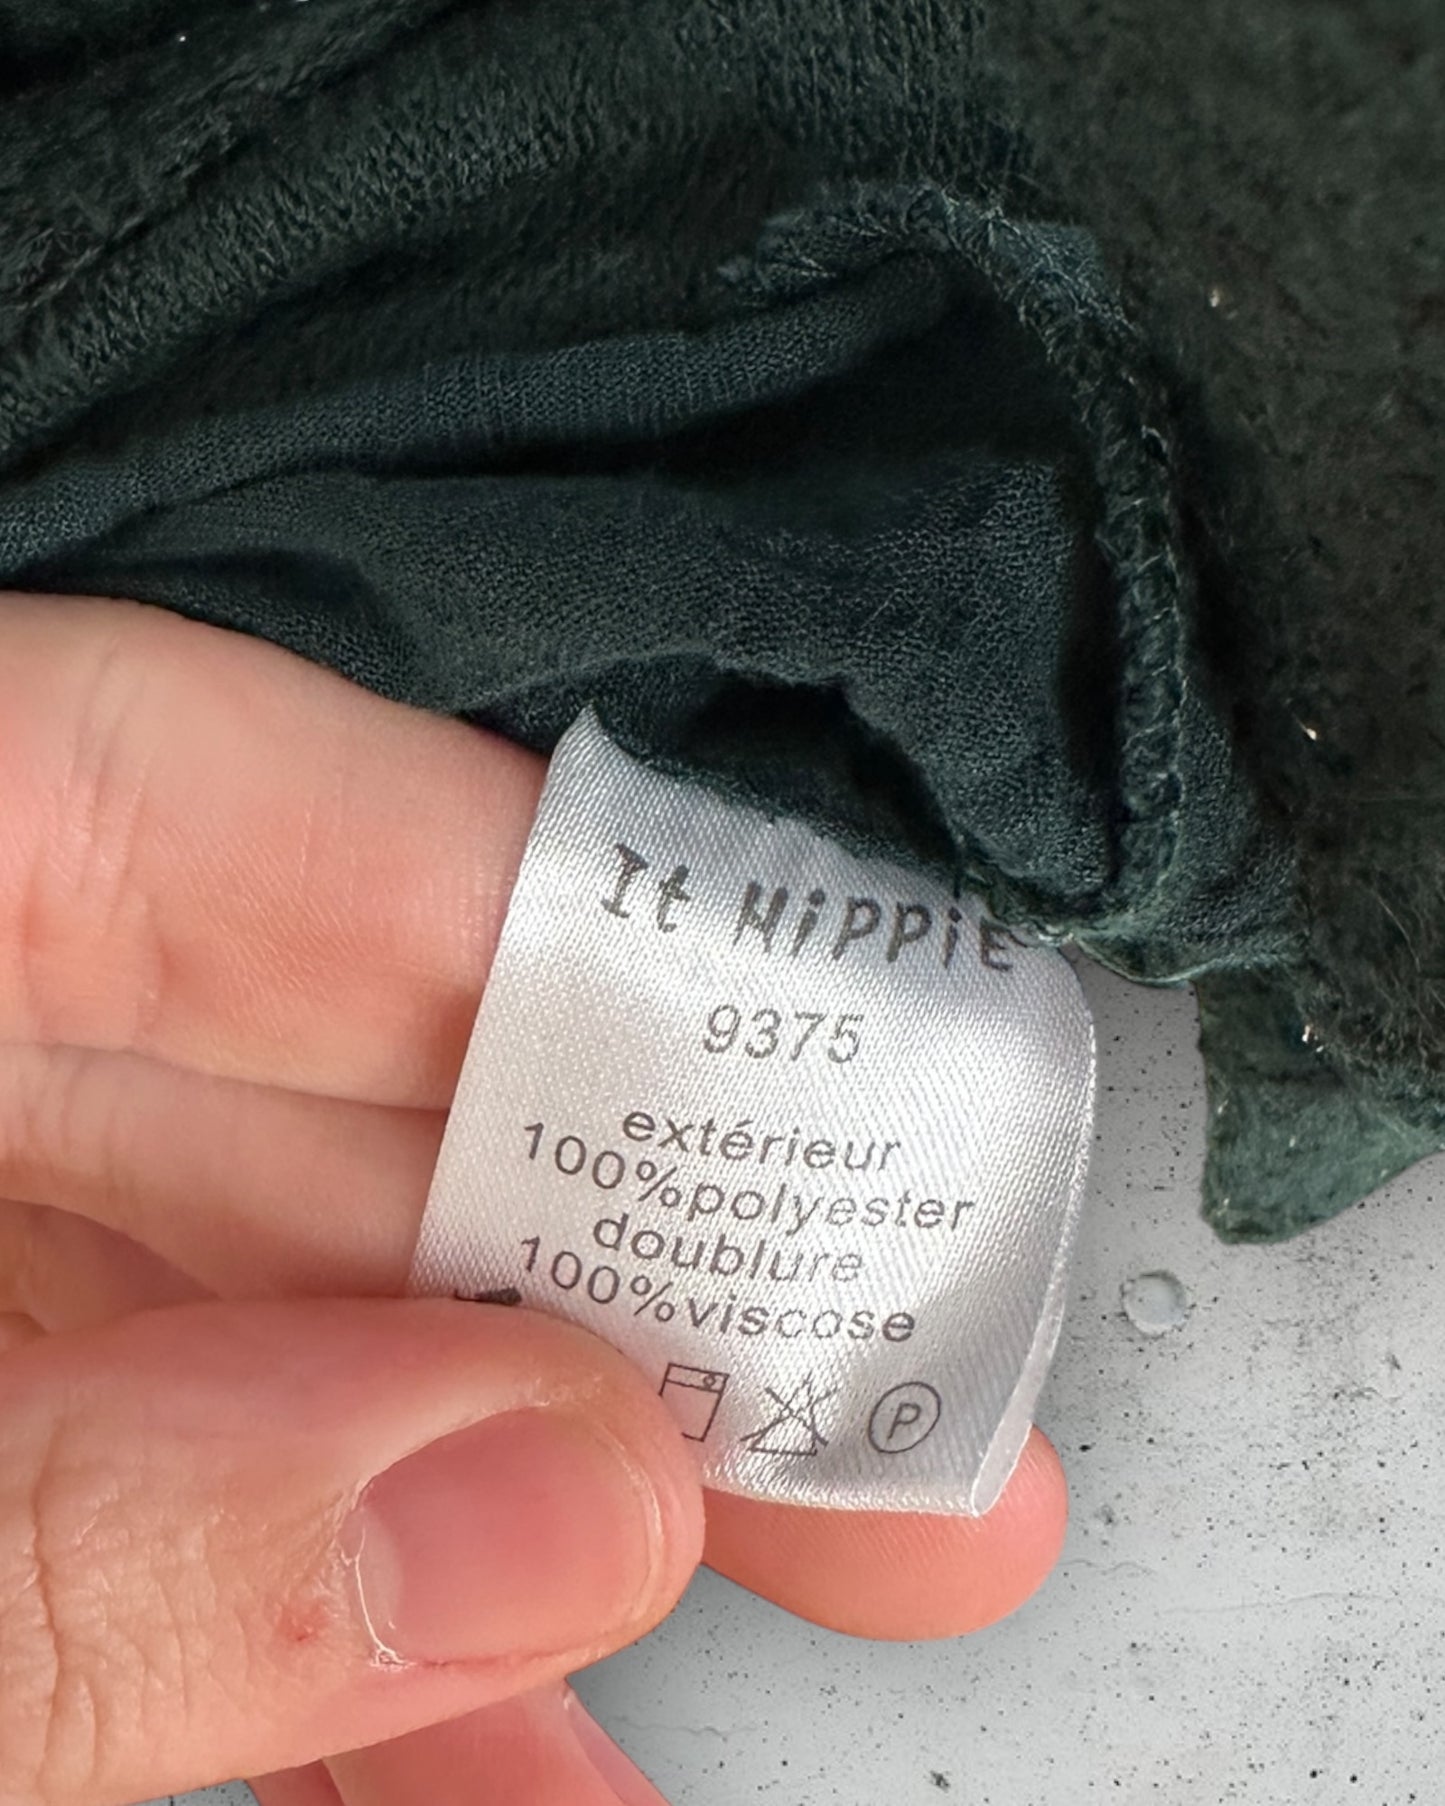 It HiPPiE
9375
extérieur
100%polyester
doublure
100%viscose
P